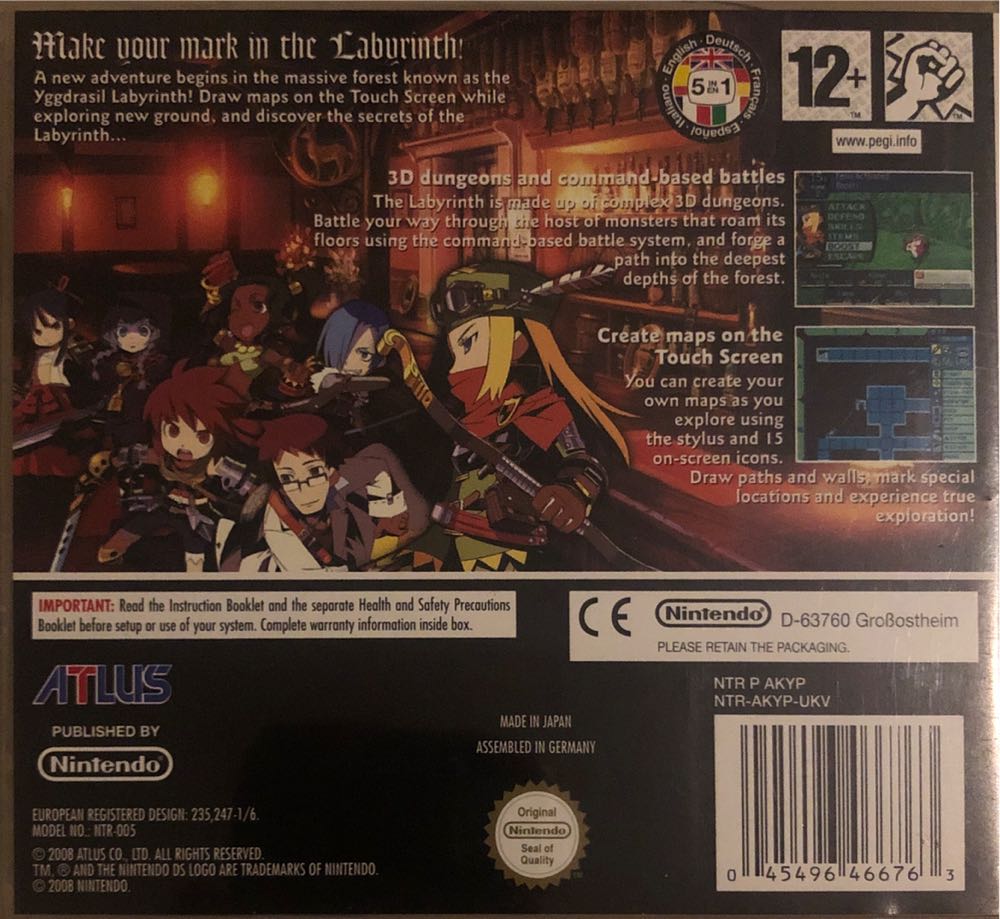 Make your mark in the Labyrinth!
A new adventure begins in the massive forest known as the
Yggdrasil Labyrinth! Draw maps on the Touch Screen while
exploring new ground, and discover the secrets of the
Labyrinth...
English · Deutsch · Français · Español · Italiano
5 IN EN 1
12+
TM
TM
www.pegi.info
3D dungeons and command-based battles
The Labyrinth is made up of complex 3D dungeons.
Battle your way through the host of monsters that roam its
floors using the command-based battle system, and forge a
path into the deepest
depths of the forest.
ATTACK
DEFEND
SKILLS
ITEMS
BOOST
ESCAPE
Create maps on the
Touch Screen
You can create your
own maps as you
explore using
the stylus and 15
on-screen icons.
Draw paths and walls, mark special
locations and experience true
exploration!
IMPORTANT: Read the Instruction Booklet and the separate Health and Safety Precautions
Booklet before setup or use of your system. Complete warranty information inside box.
CE Nintendo® D-63760 Großostheim
PLEASE RETAIN THE PACKAGING.
ATLUS
PUBLISHED BY
Nintendo®
NTR P AKYP
NTR-AKYP-UKV
MADE IN JAPAN
ASSEMBLED IN GERMANY
EUROPEAN REGISTERED DESIGN: 235,247-1/6.
MODEL NO.: NTR-005
© 2008 ATLUS CO., LTD. ALL RIGHTS RESERVED.
TM, ® AND THE NINTENDO DS LOGO ARE TRADEMARKS OF NINTENDO.
© 2008 NINTENDO.
Original
Nintendo®
Seal of
Quality
TM
0 45496 46676 3